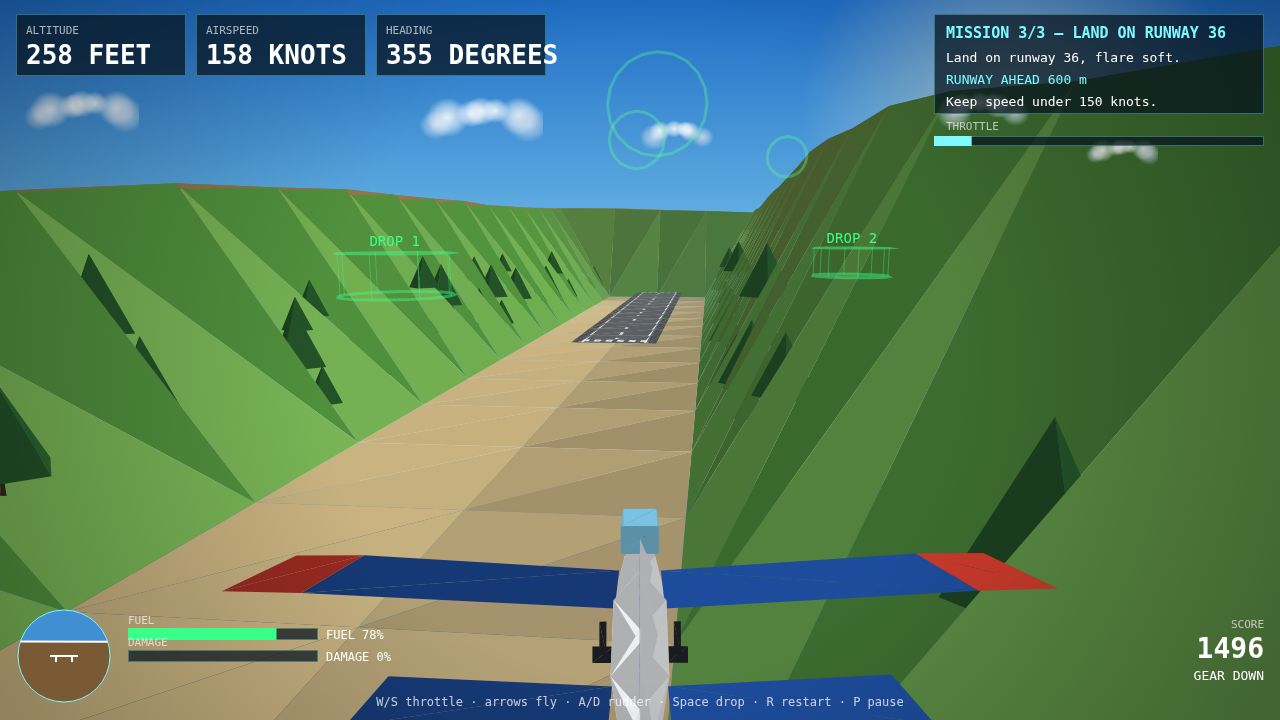 ALTITUDE
258 FEET
AIRSPEED
158 KNOTS
HEADING
355 DEGREES
MISSION 3/3 — LAND ON RUNWAY 36
Land on runway 36, flare soft.
RUNWAY AHEAD 600 m
Keep speed under 150 knots.
THROTTLE
DROP 1
DROP 2
FUEL
FUEL 78%
DAMAGE
DAMAGE 0%
SCORE
1496
GEAR DOWN
W/S throttle · arrows fly · A/D rudder · Space drop · R restart · P pause